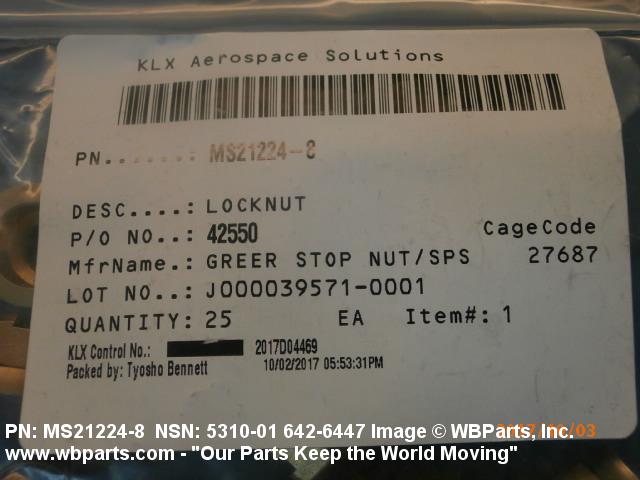 KLX Aerospace Solutions
PN.......: MS21224-8
DESC....: LOCKNUT
P/O NO..: 42550 CageCode
MfrName.: GREER STOP NUT/SPS 27687
LOT NO..: J000039571-0001
QUANTITY: 25 EA Item#: 1
KLX Control No.: 2017D04469
Packed by: Tyosho Bennett 10/02/2017 05:53:31PM
PN: MS21224-8 NSN: 5310-01 642-6447 Image © WBParts, Inc.
www.wbparts.com - "Our Parts Keep the World Moving"